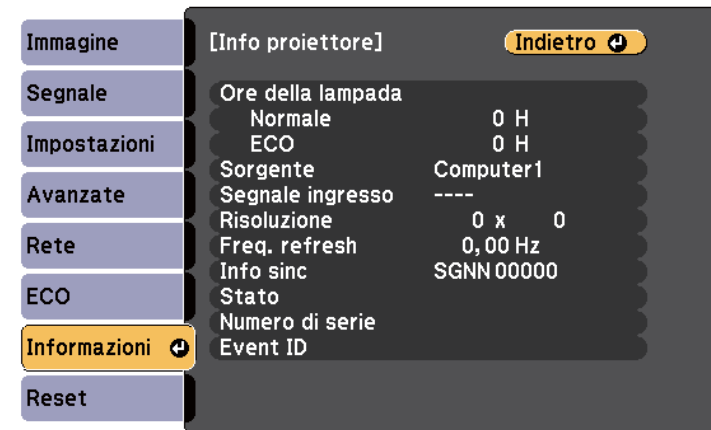 Immagine
Segnale
Impostazioni
Avanzate
Rete
ECO
Informazioni
Reset
[Info proiettore]
Indietro
Ore della lampada
Normale 0 H
ECO 0 H
Sorgente Computer1
Segnale ingresso ----
Risoluzione 0 x 0
Freq. refresh 0,00 Hz
Info sinc SGNN 00000
Stato
Numero di serie
Event ID